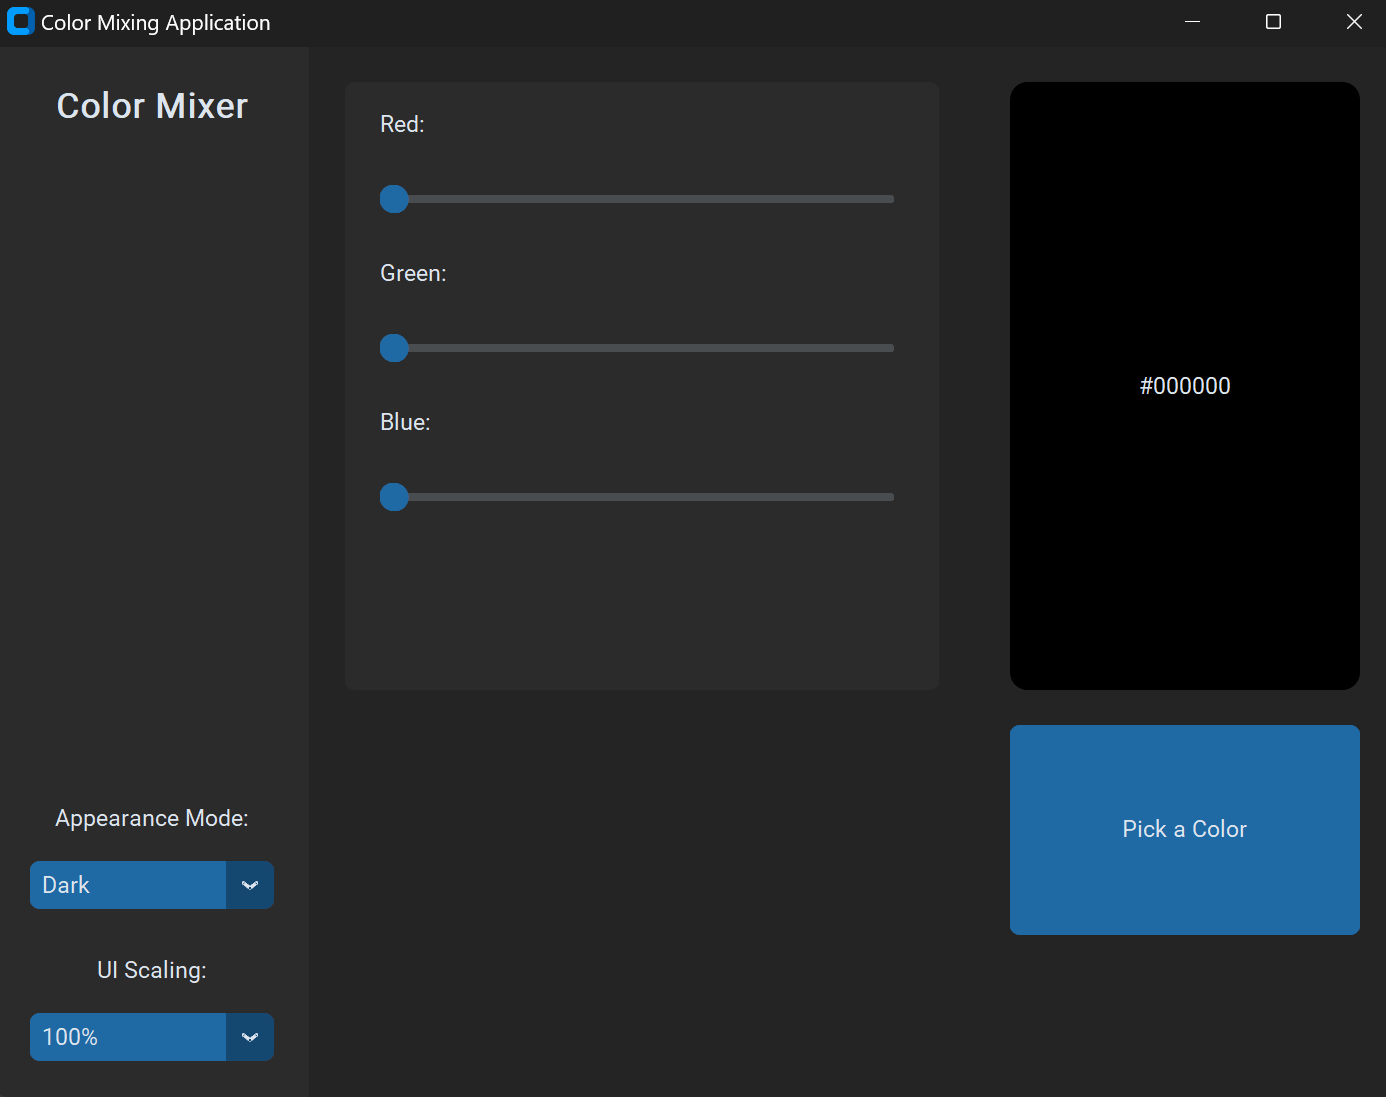 Color Mixing Application
Color Mixer
Red:
Green:
Blue:
#000000
Pick a Color
Appearance Mode:
Dark
UI Scaling:
100%